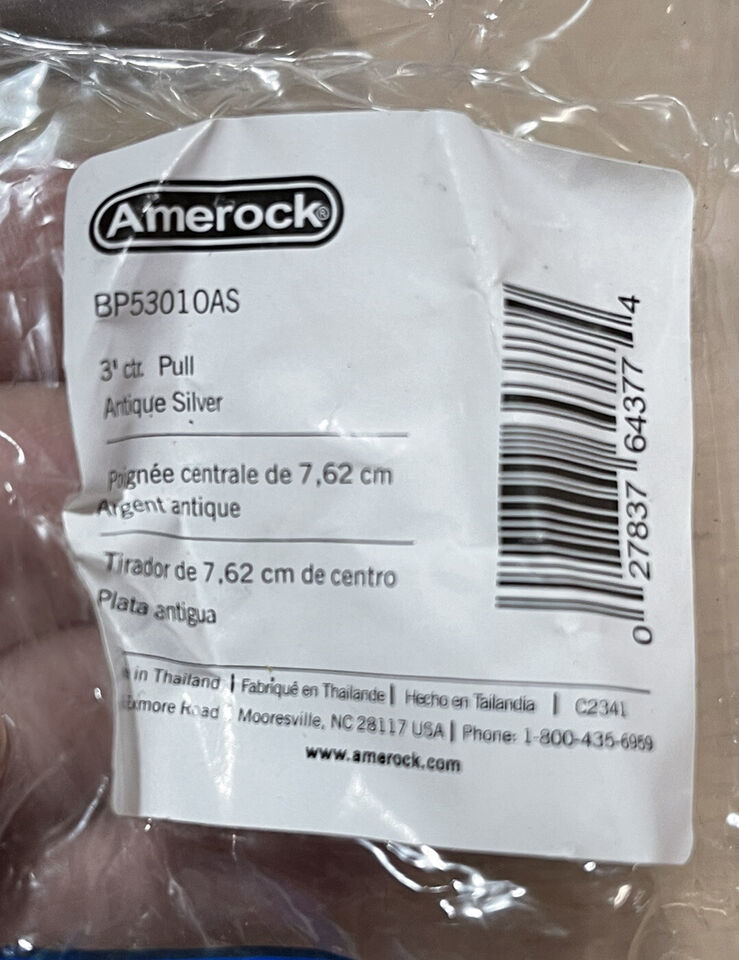 Amerock®
BP53010AS
3" ctr. Pull
Antique Silver
Poignée centrale de 7,62 cm
Argent antique
Tirador de 7,62 cm de centro
Plata antigua
in Thailand | Fabriqué en Thailande | Hecho en Tailandia | C2341
Road Mooresville, NC 28117 USA | Phone: 1-800-435-6959
www.amerock.com
0 27837 64377 4